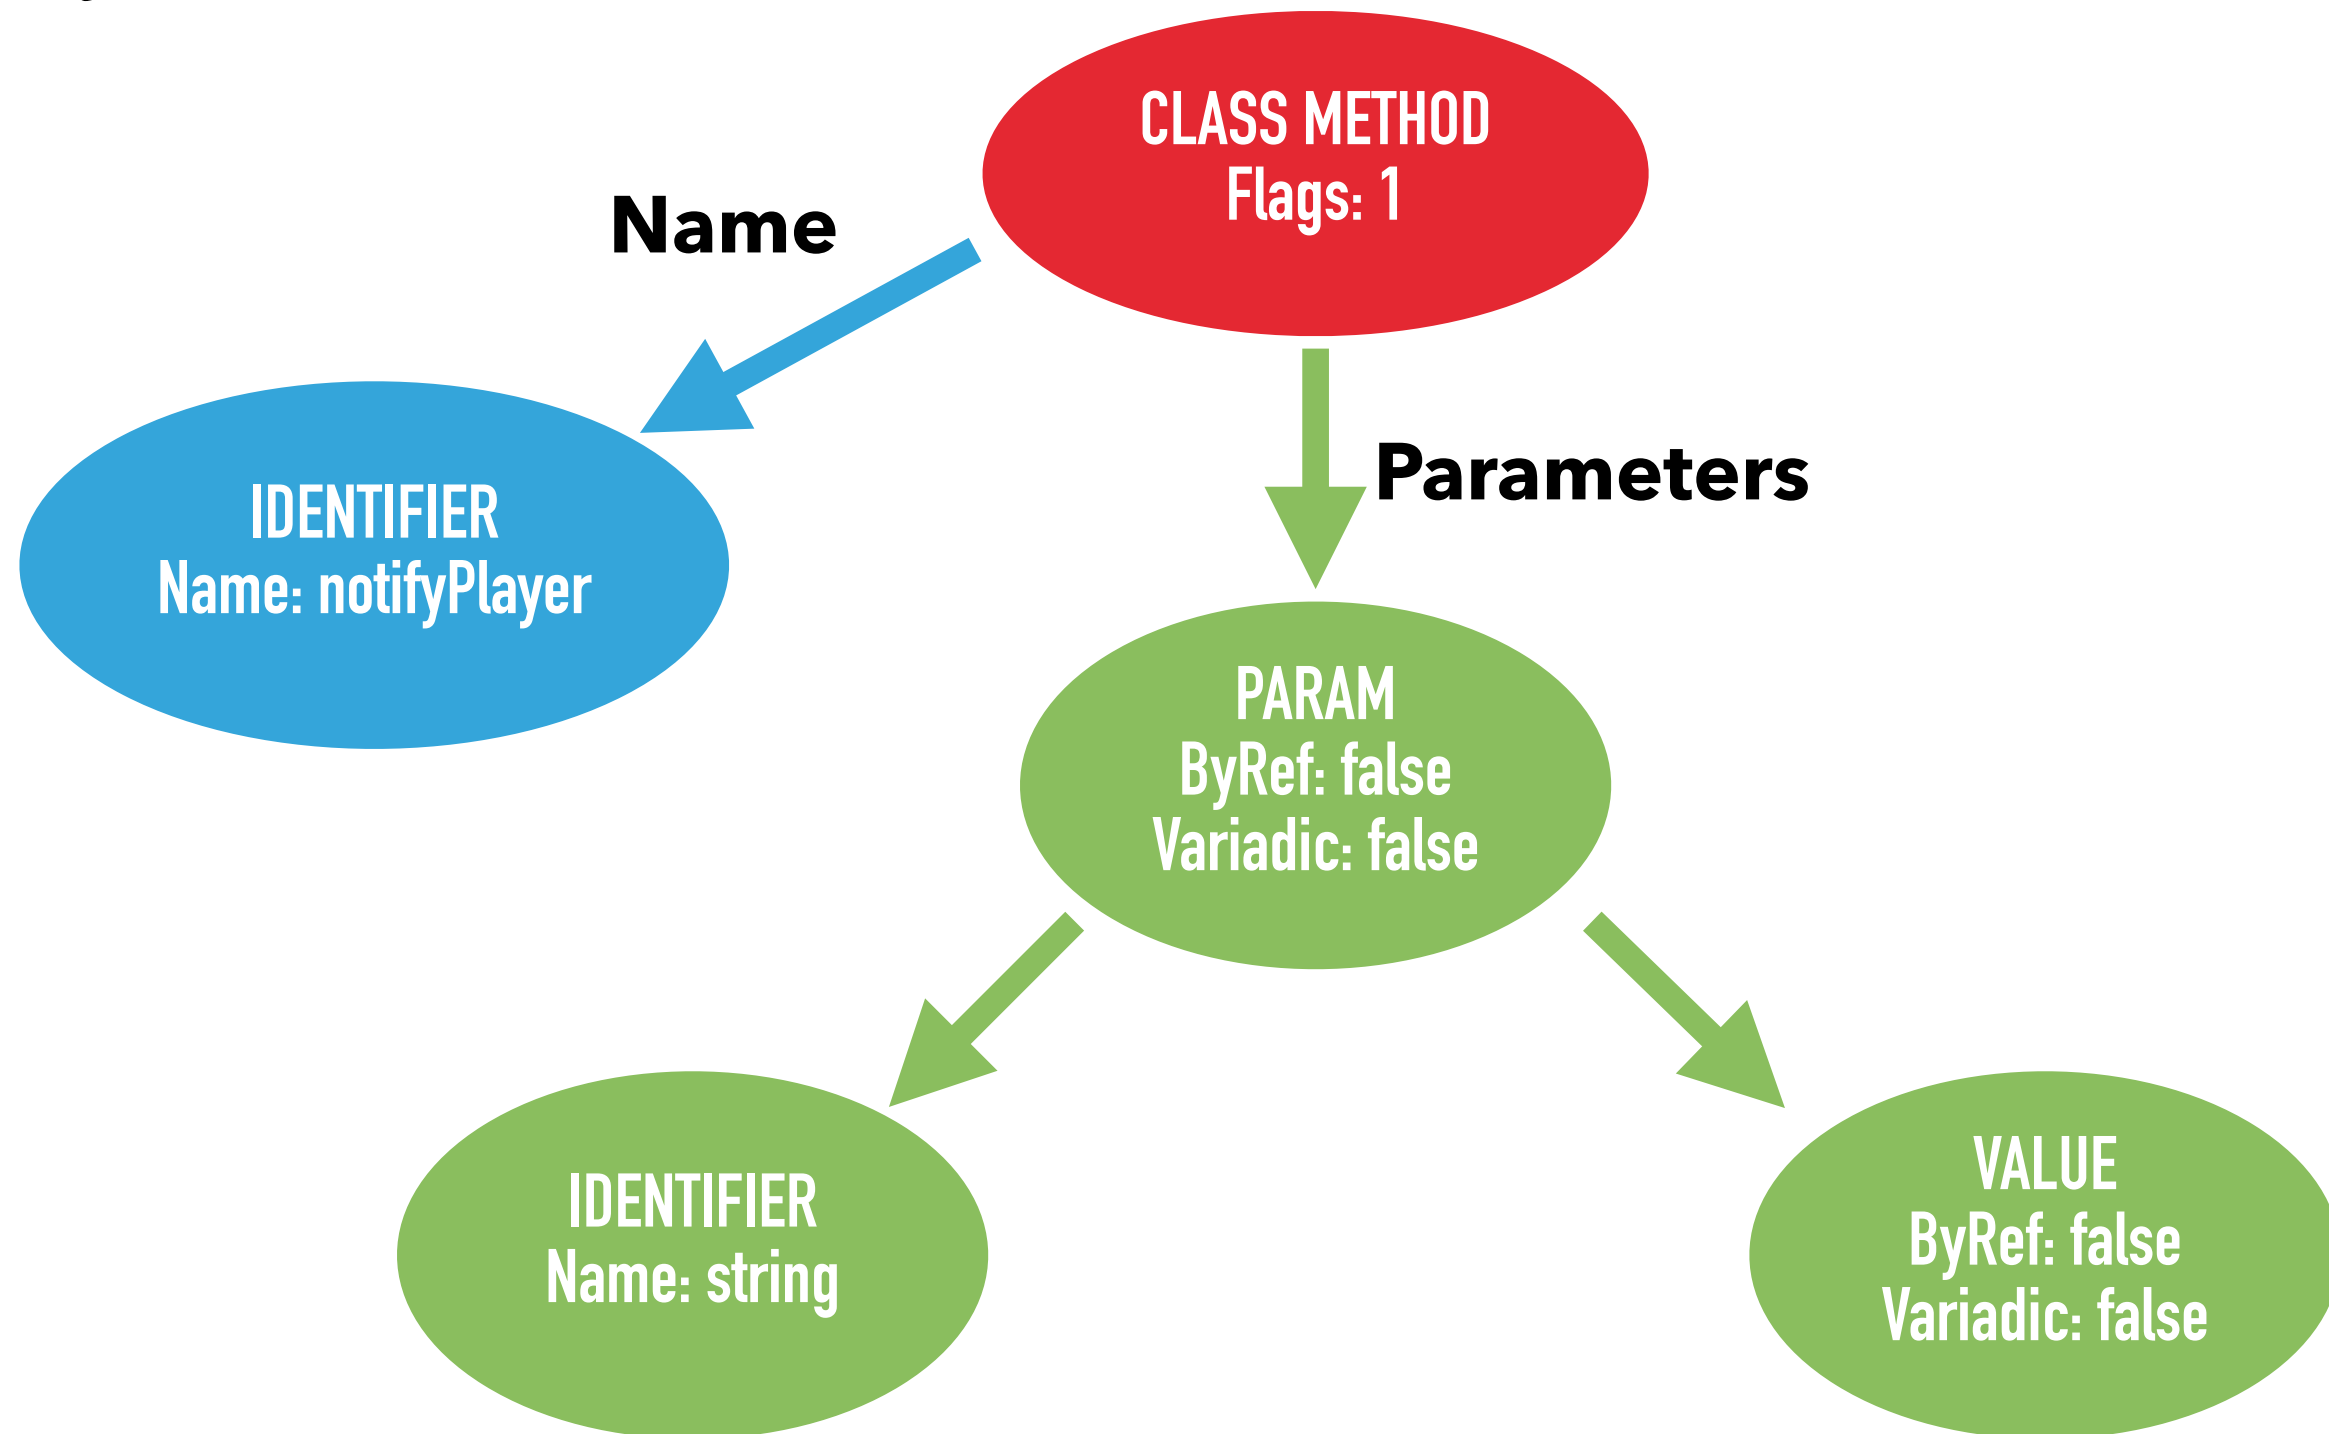 CLASS METHOD
Flags: 1
Name
Parameters
IDENTIFIER
Name: notifyPlayer
PARAM
ByRef: false
Variadic: false
IDENTIFIER
Name: string
VALUE
ByRef: false
Variadic: false